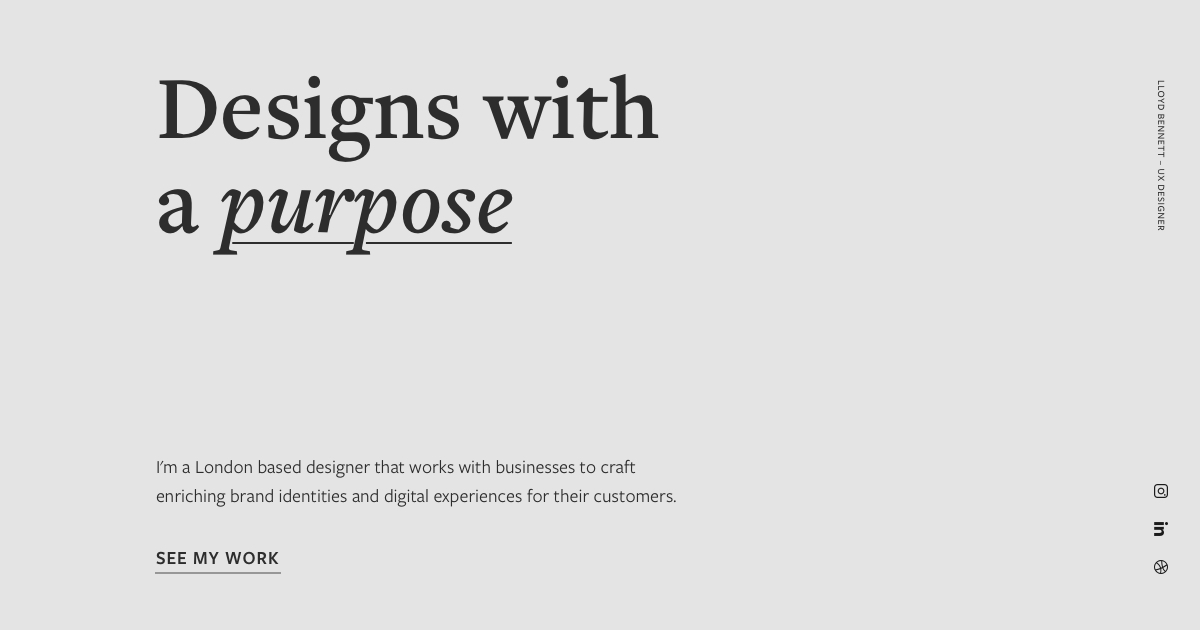 Designs with
a purpose
I'm a London based designer that works with businesses to craft
enriching brand identities and digital experiences for their customers.
SEE MY WORK
LLOYD BENNETT – UX DESIGNER
in